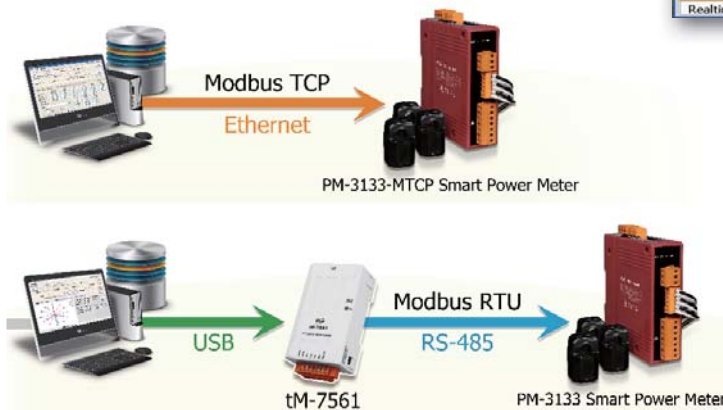 Realti
Modbus TCP
Ethernet
PM-3133-MTCP Smart Power Meter
USB
Modbus RTU
RS-485
tM-7561
PM-3133 Smart Power Meter